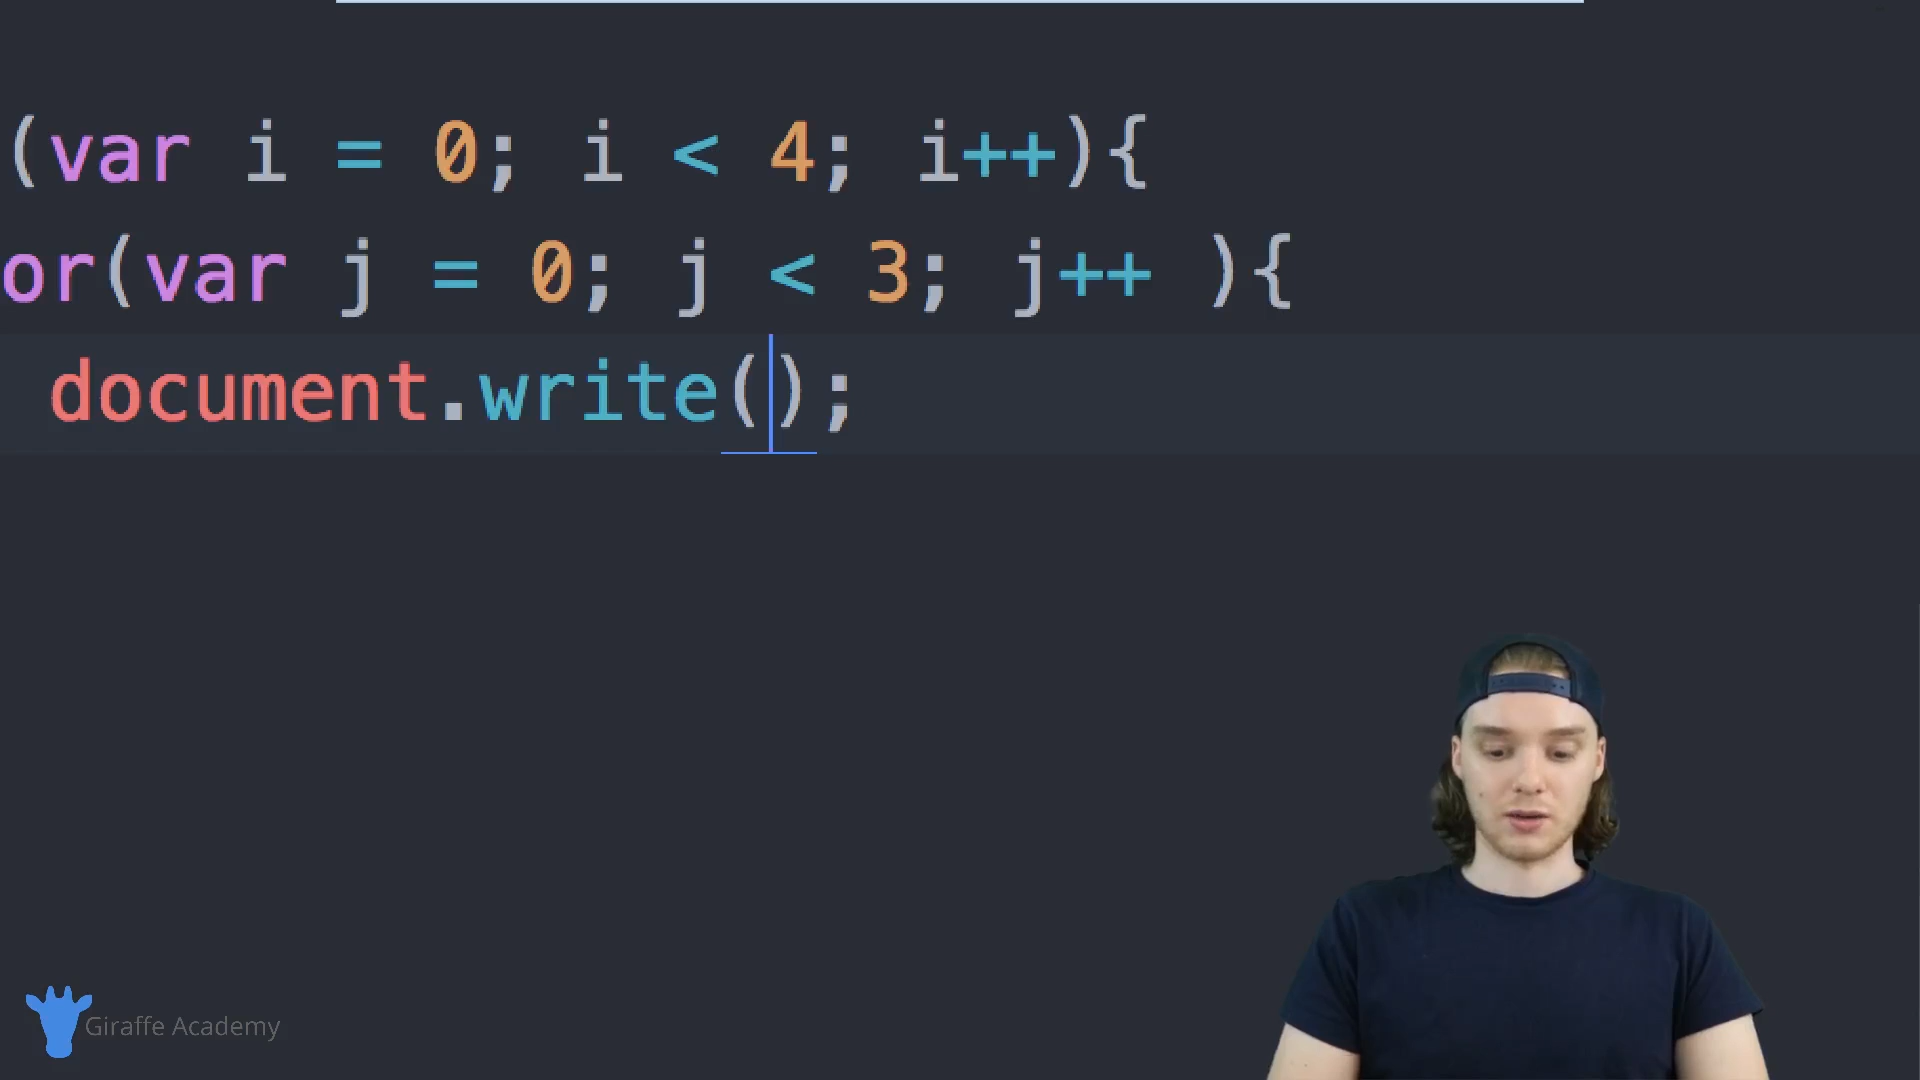 (var i = 0; i < 4; i++){
or(var j = 0; j < 3; j++ ){
document.write();
Giraffe Academy